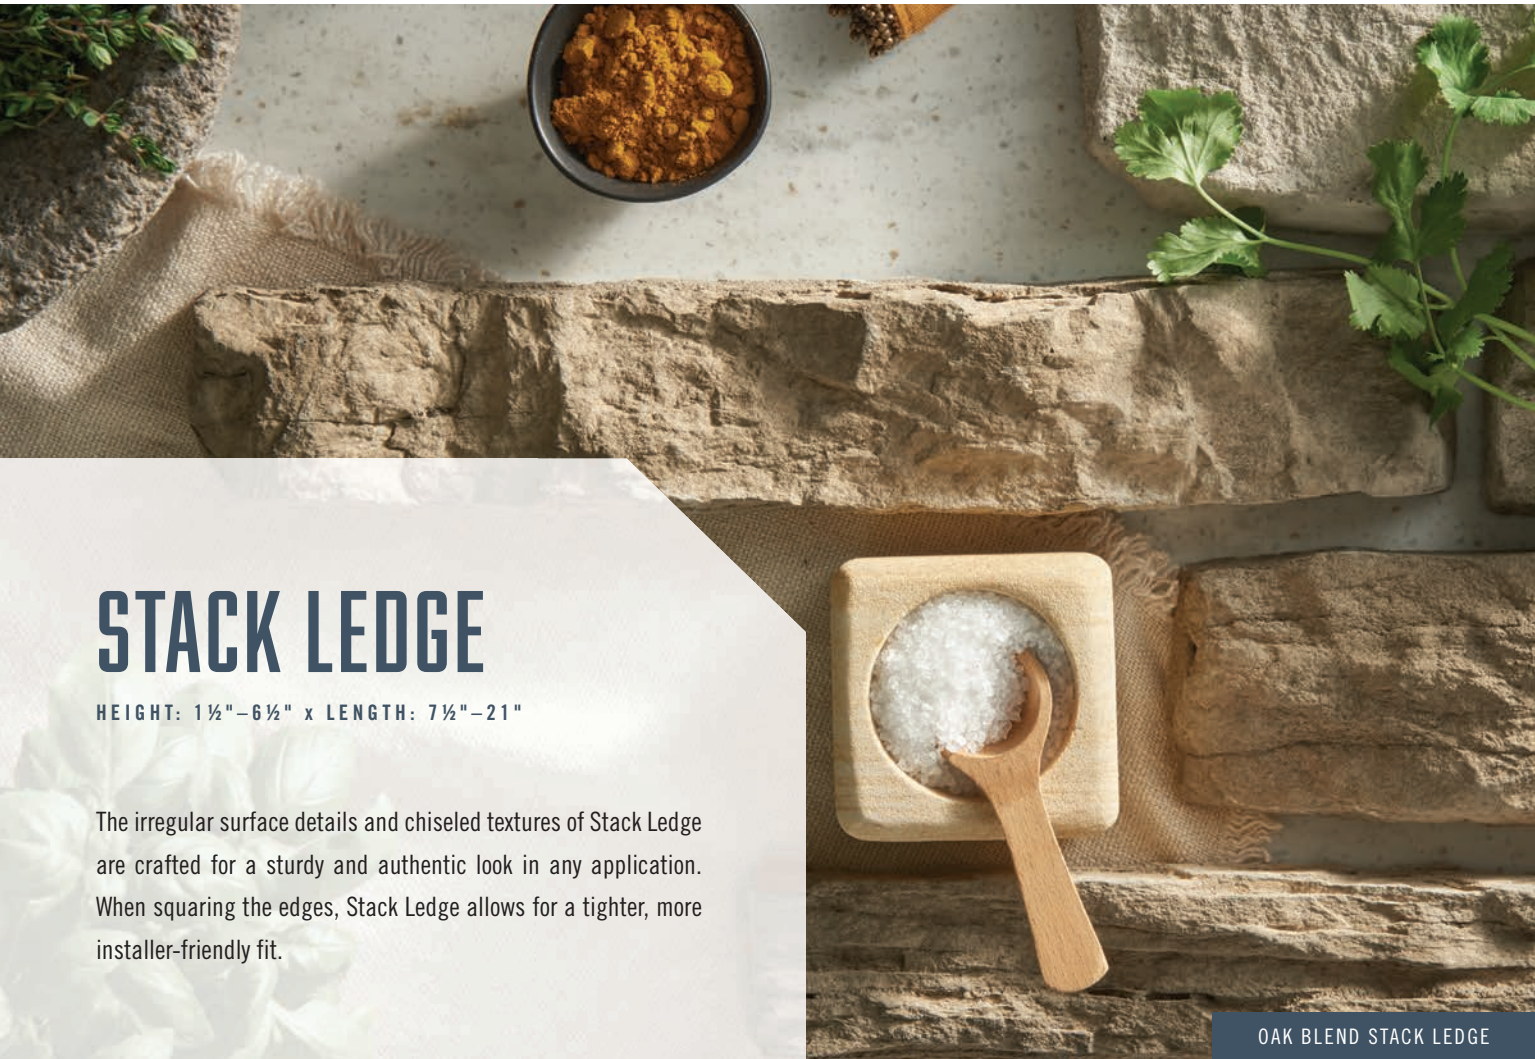 STACK LEDGE
HEIGHT: 1½"–6½" x LENGTH: 7½"–21"
The irregular surface details and chiseled textures of Stack Ledge
are crafted for a sturdy and authentic look in any application.
When squaring the edges, Stack Ledge allows for a tighter, more
installer-friendly fit.
OAK BLEND STACK LEDGE